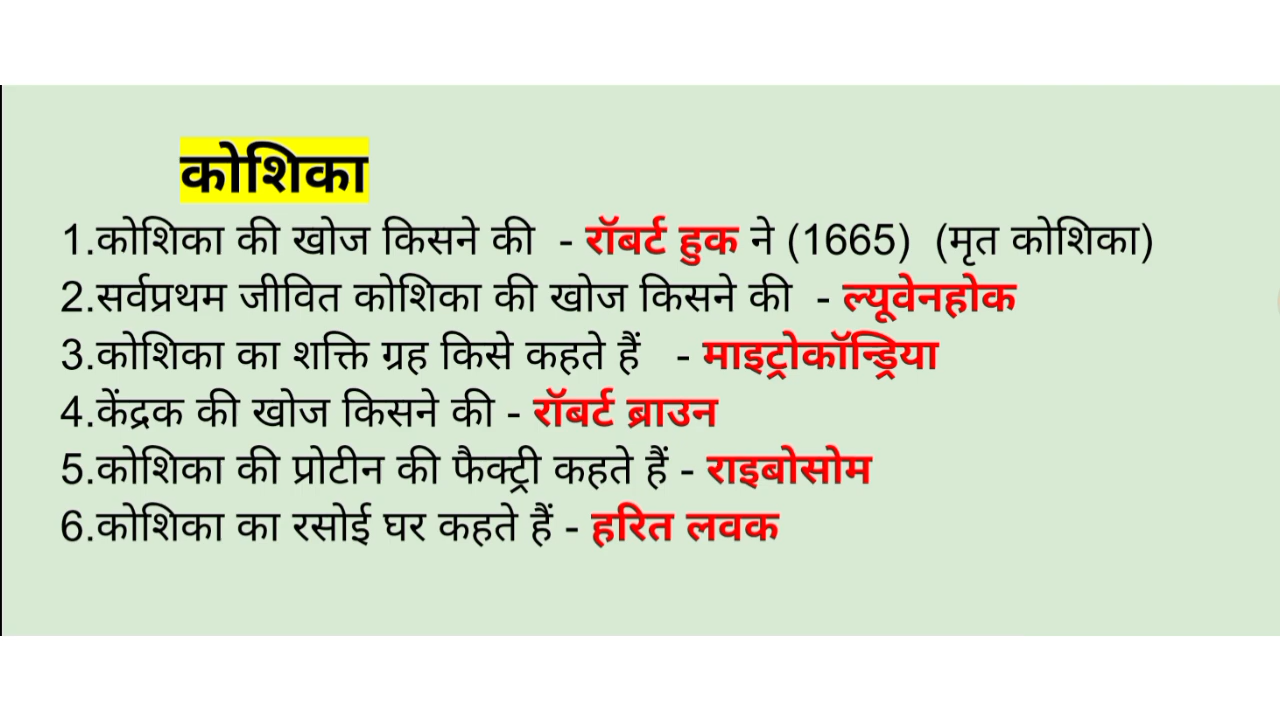 कोशिका
1.कोशिका की खोज किसने की - रॉबर्ट हुक ने (1665) (मृत कोशिका)
2.सर्वप्रथम जीवित कोशिका की खोज किसने की - ल्यूवेनहोक
3.कोशिका का शक्ति ग्रह किसे कहते हैं - माइट्रोकॉन्ड्रिया
4.केंद्रक की खोज किसने की - रॉबर्ट ब्राउन
5.कोशिका की प्रोटीन की फैक्ट्री कहते हैं - राइबोसोम
6.कोशिका का रसोई घर कहते हैं - हरित लवक